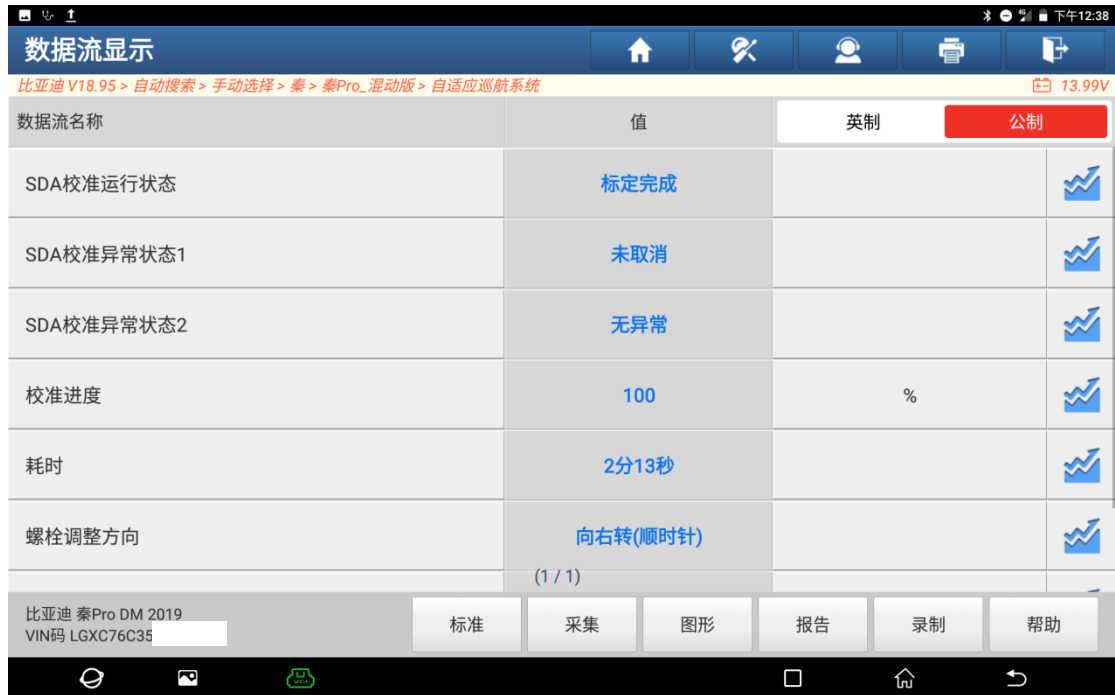 下午12:38
数据流显示
比亚迪 V18.95 > 自动搜索 > 手动选择 > 秦 > 秦Pro_混动版 > 自适应巡航系统 13.99V
数据流名称 值 英制 公制
SDA校准运行状态 标定完成
SDA校准异常状态1 未取消
SDA校准异常状态2 无异常
校准进度 100 %
耗时 2分13秒
螺栓调整方向 向右转(顺时针)
(1 / 1)
比亚迪 秦Pro DM 2019
VIN码 LGXC76C35
标准 采集 图形 报告 录制 帮助
VCI